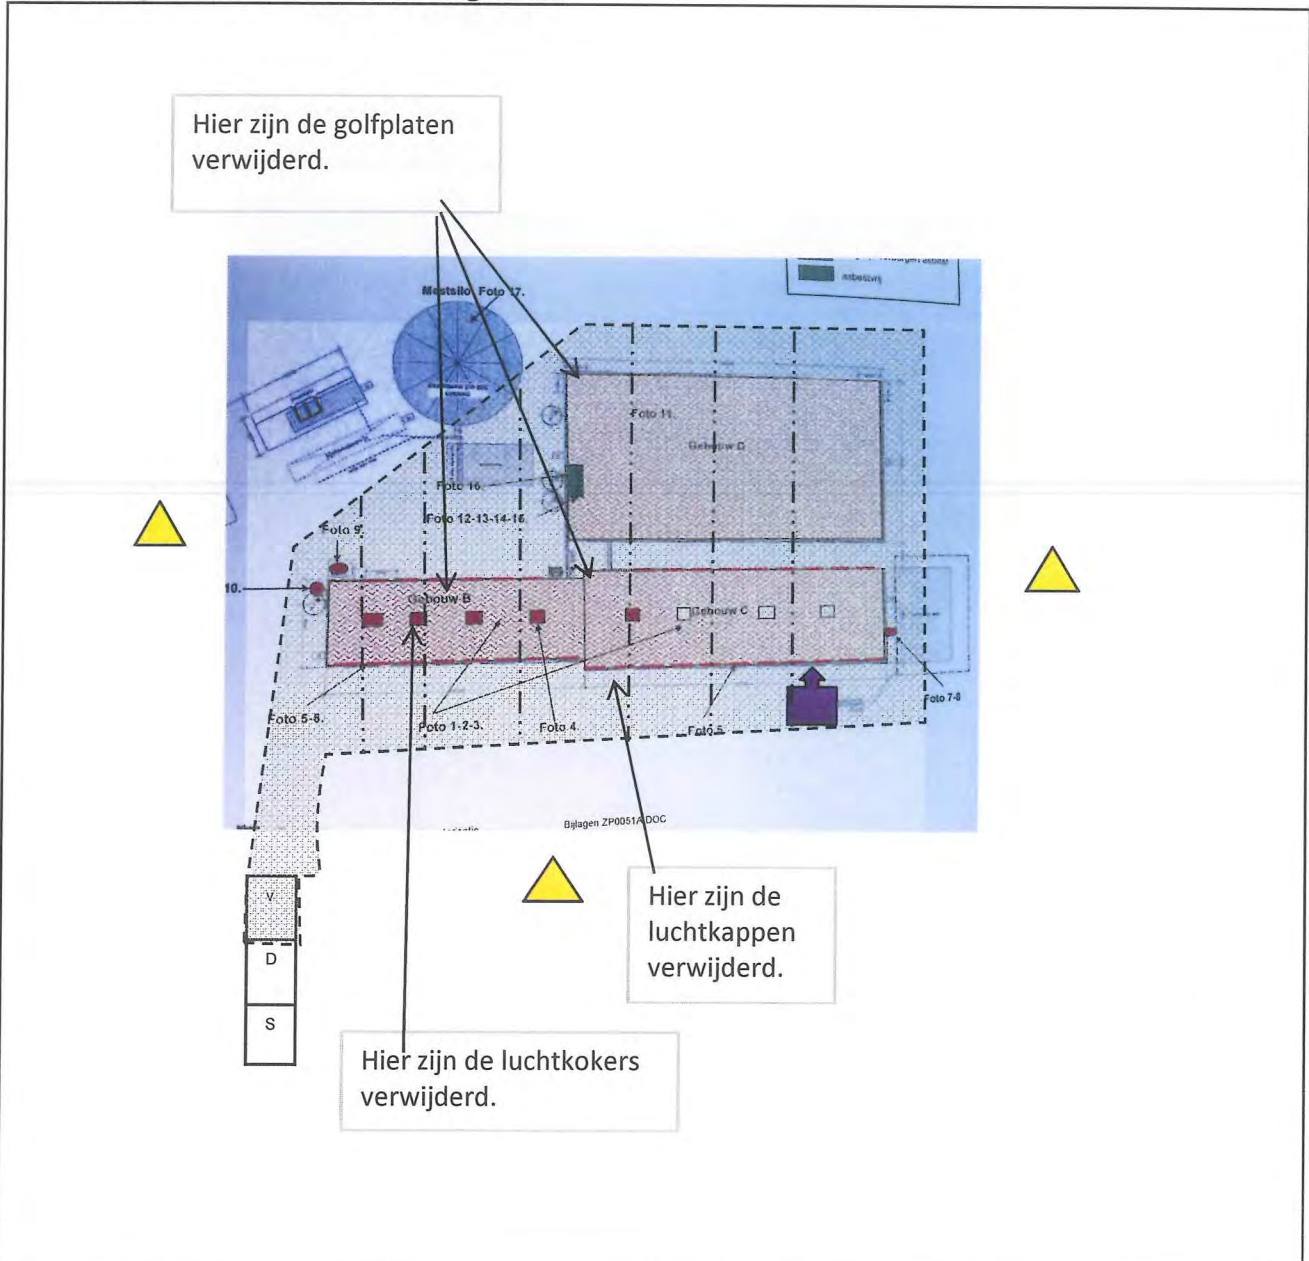 Hier zijn de golfplaten
verwijderd.
asbestvrij
Mestsilo Foto 17.
Foto 11.
Gebouw D
Foto 16.
Foto 12-13-14-15.
Foto 9.
10.
Gebouw B
Gebouw C
Foto 7-8
Foto 5-6.
Foto 1-2-3.
Foto 4.
Foto 5
Bijlagen ZP0051A.DOC
V
D
S
Hier zijn de
luchtkappen
verwijderd.
Hier zijn de luchtkokers
verwijderd.